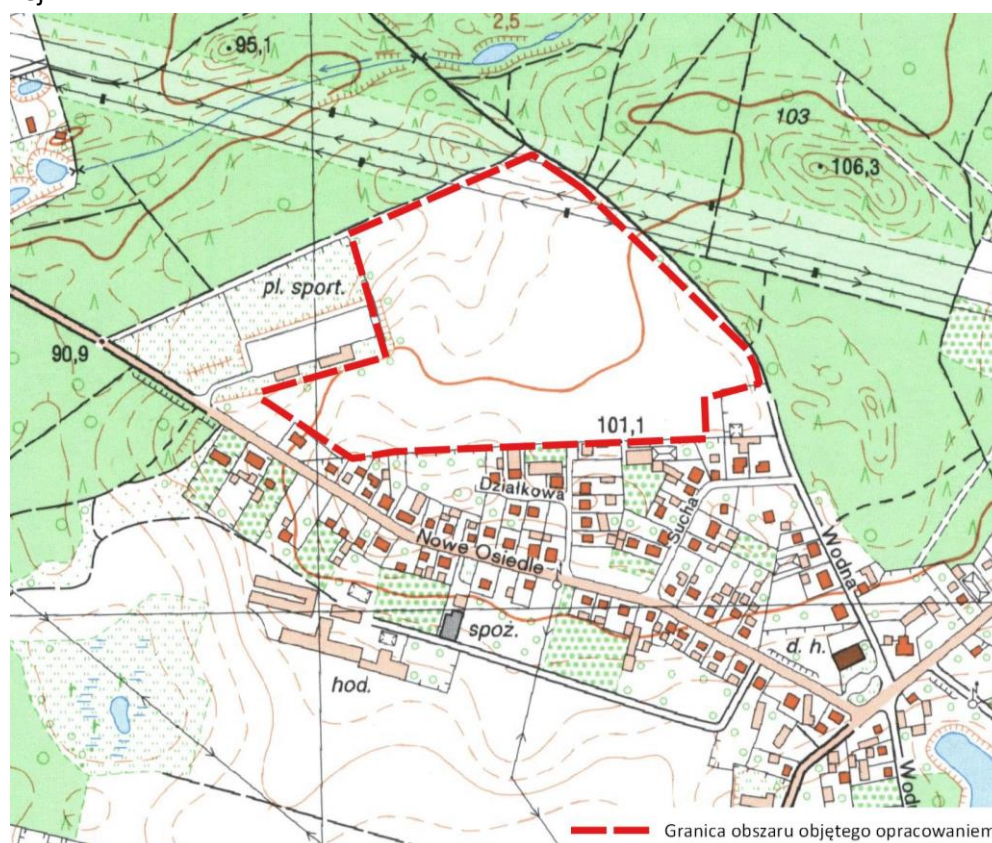 2,5
95,1
103
106,3
pl. sport.
90,9
101,1
Działkowa
Sucha
Nowe Osiedle
Wodna
spoż.
d. h.
hod.
Granica obszaru objętego opracowaniem